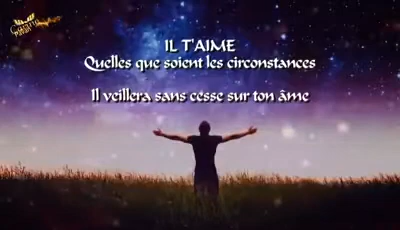 IL T'AIME
Quelles que soient les circonstances
Il veillera sans cesse sur ton âme